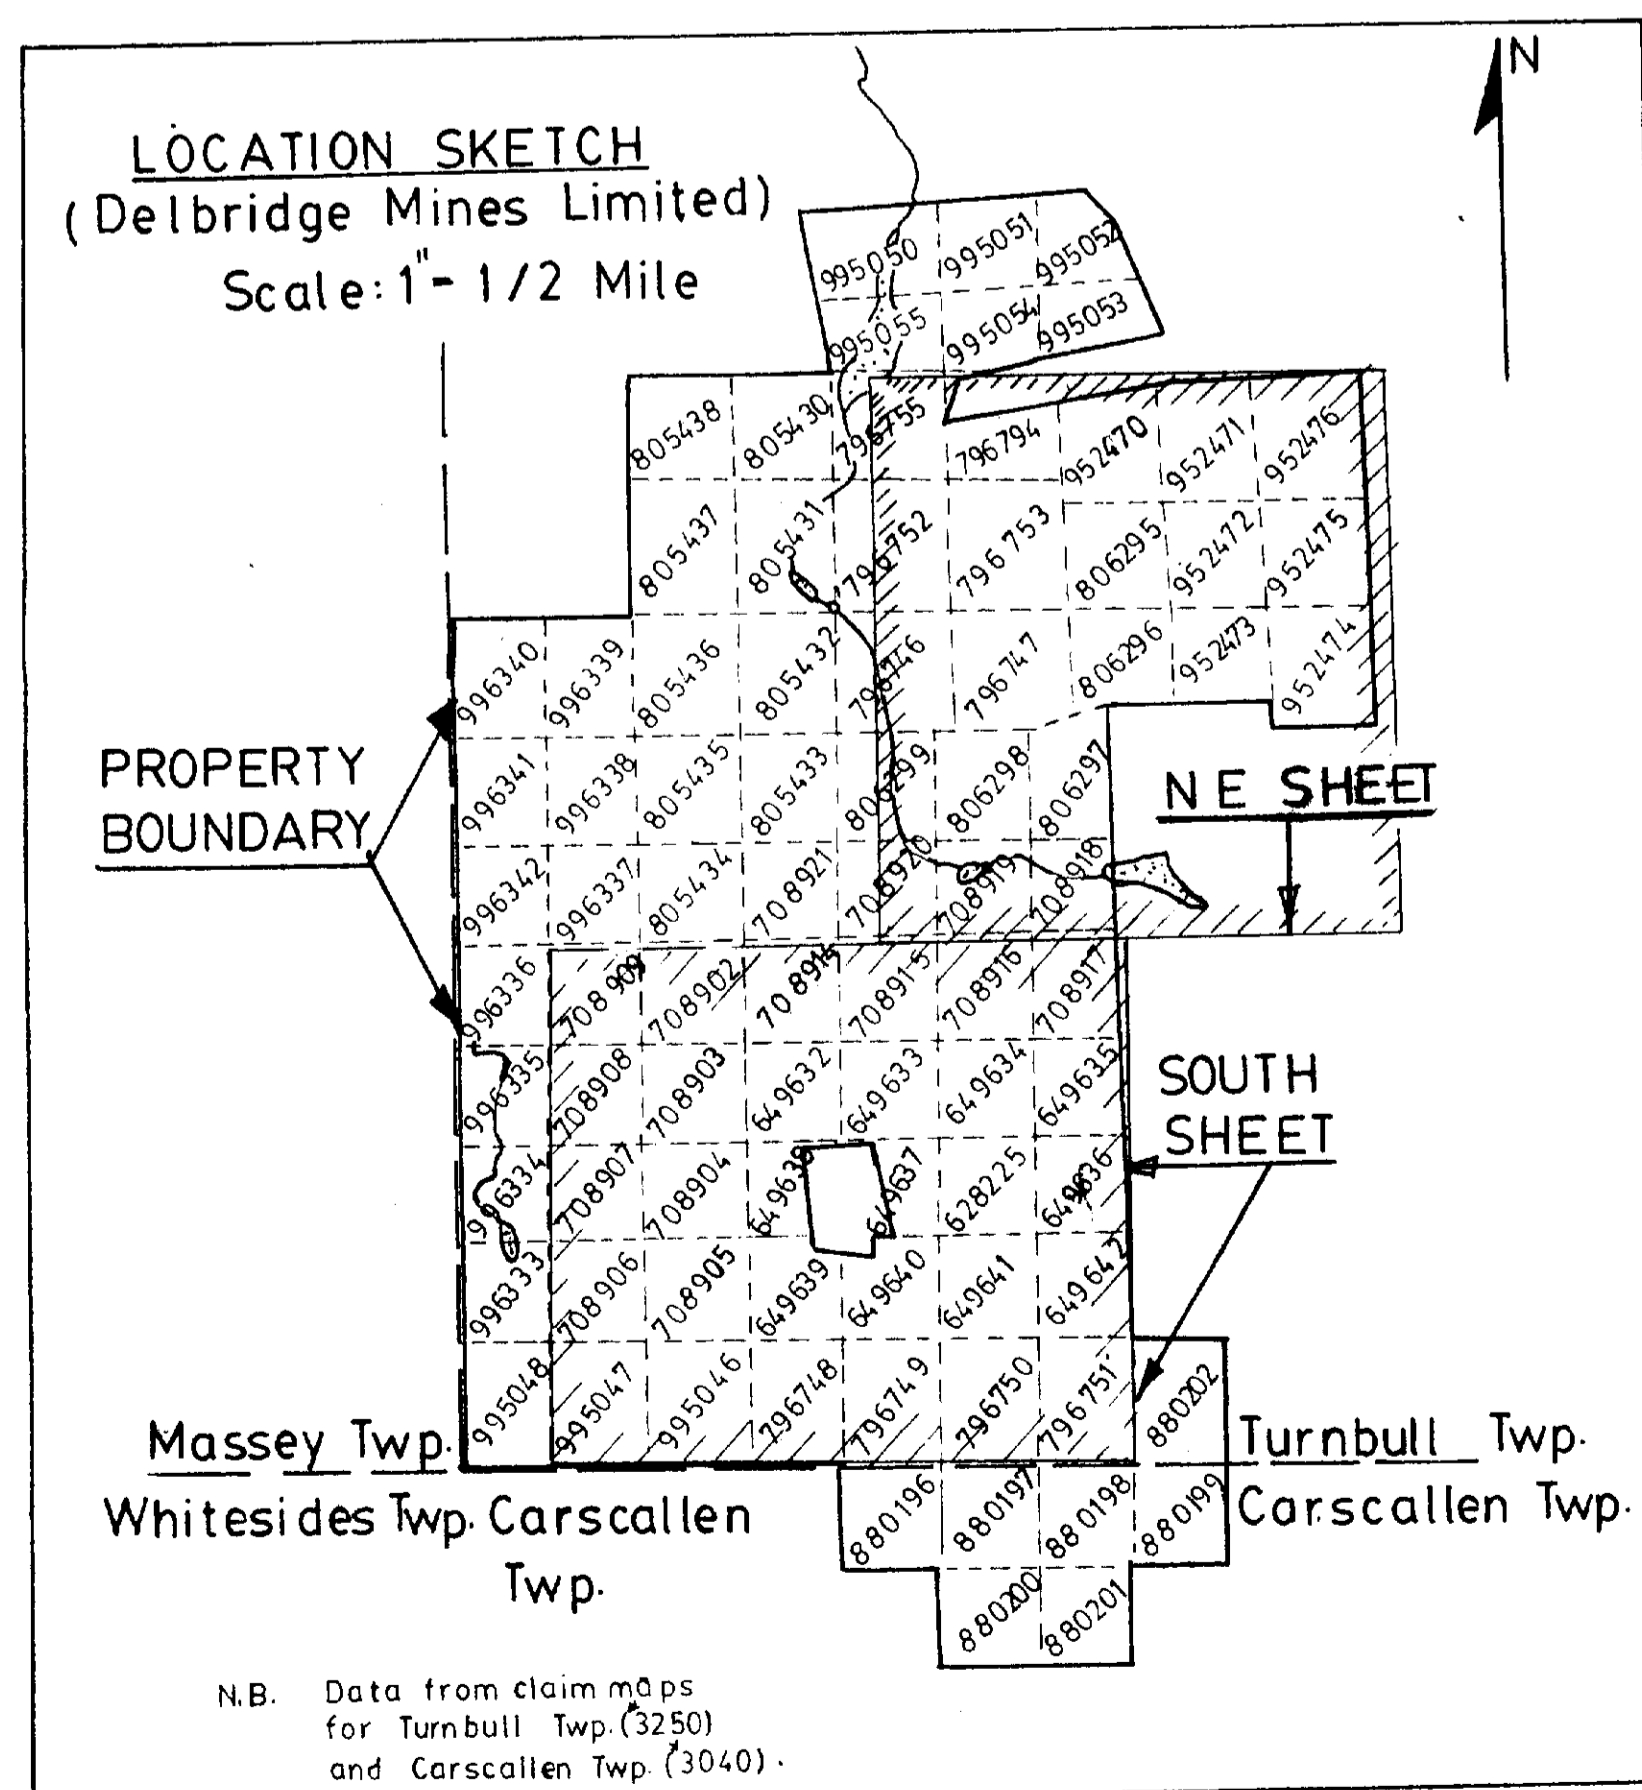 N
LOCATION SKETCH
(Delbridge Mines Limited)
Scale: 1"- 1/2 Mile
995050 995051 995052
995055 995054 995053
805438 805430 796755 796794 952470 952471 952476
805437 805431 796752 796753 806295 952472 952475
996340 996339 805436 805432 796746 796747 806296 952473 952474
PROPERTY
BOUNDARY
996341 996338 805435 805433 806299 806298 806297
NE SHEET
996342 996337 805434 708921 708920 708919 708918
996336 708909 708902 708914 708915 708916 708917
996335 708908 708903 649632 649633 649634 649635
SOUTH
SHEET
996334 708907 708904 649638 649637 628225 649636
996333 708906 708905 649639 649640 649641 649642
995048 995047 995046 796748 796749 796750 796751 880202
Massey Twp.
Turnbull Twp.
Whitesides Twp. Carscallen
Twp.
880196 880197 880198 880199
Carscallen Twp.
880200 880201
N.B. Data from claim maps
for Turnbull Twp. (3250)
and Carscallen Twp. (3040).